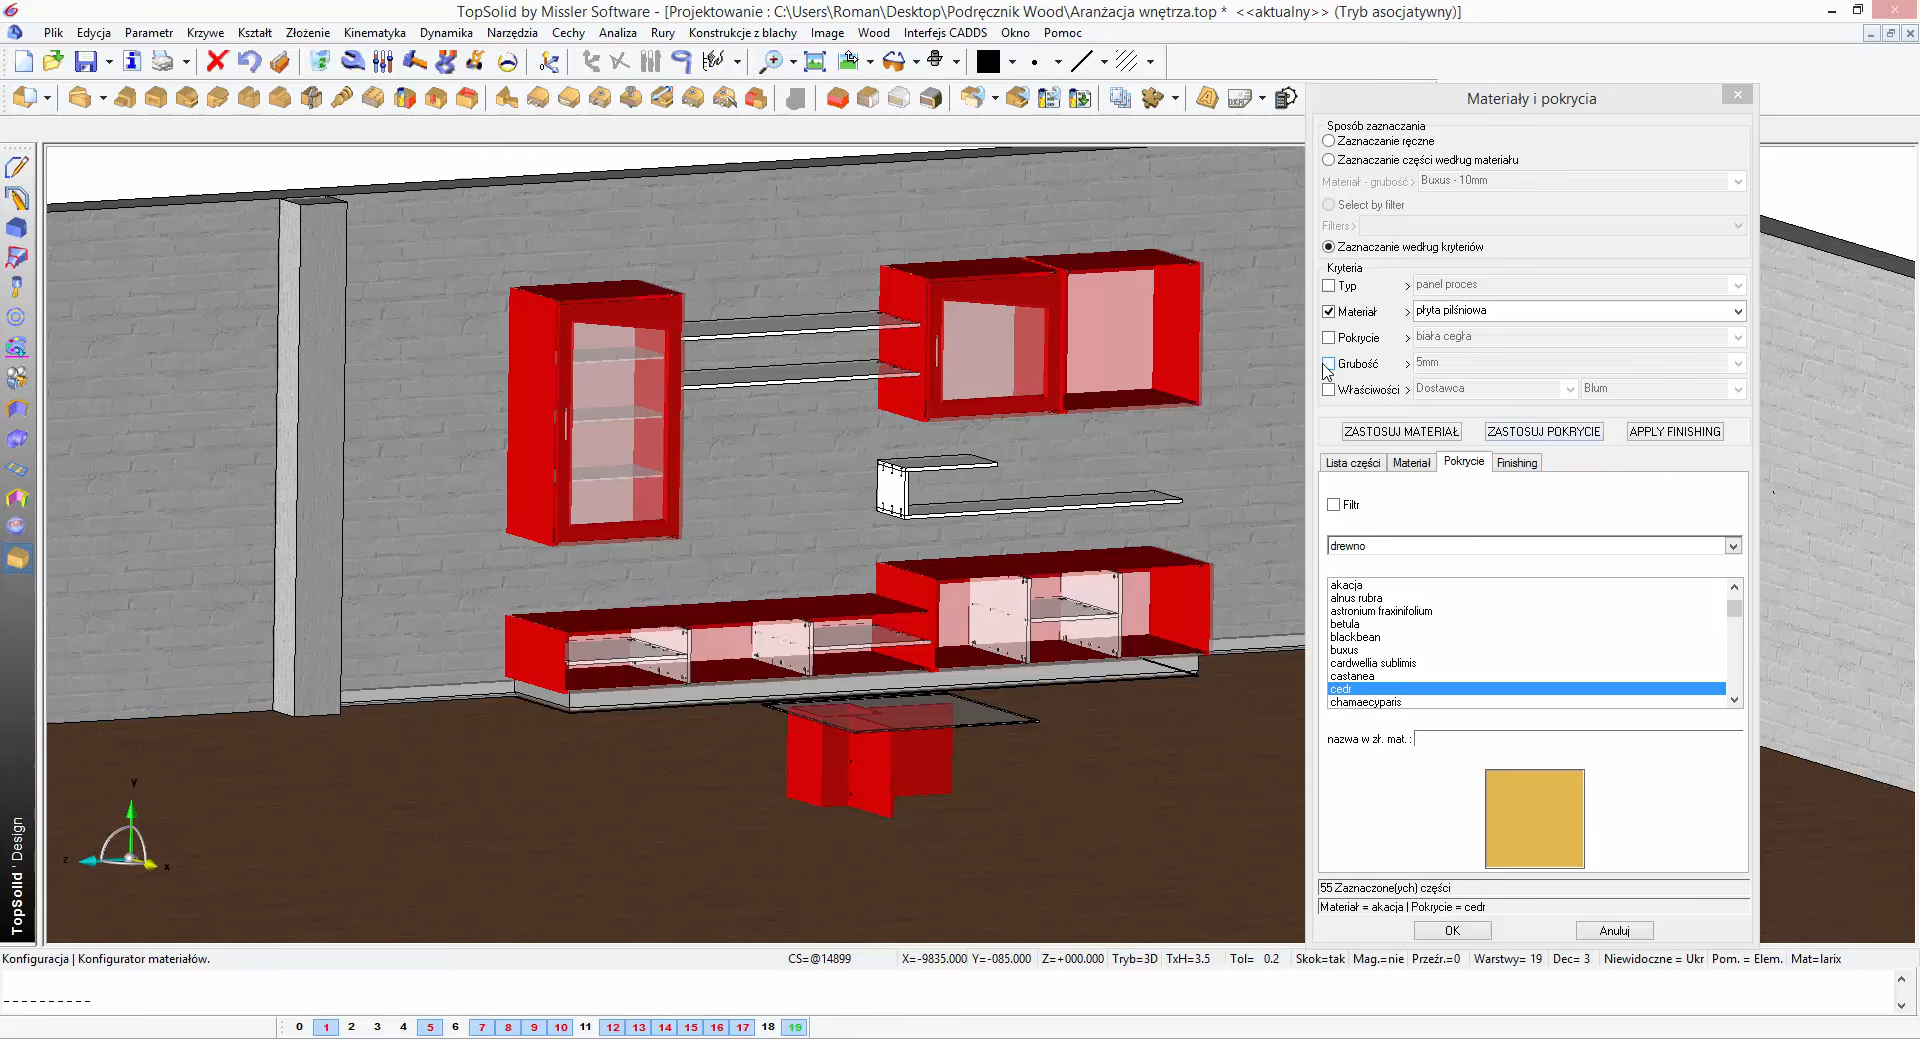 TopSolid by Missler Software - [Projektowanie : C:\Users\Roman\Desktop\Podręcznik Wood\Aranżacja wnętrza.top *  <<aktualny>> (Tryb asocjatywny)]
Plik Edycja Parametr Krzywe Kształt Złożenie Kinematyka Dynamika Narzędzia Cechy Analiza Rury Konstrukcje z blachy Image Wood Interfejs CADDS Okno Pomoc
Materiały i pokrycia
Sposób zaznaczania
Zaznaczanie ręczne
Zaznaczanie części według materiału
Materiał - grubość > Buxus - 10mm
Select by filter
Filters >
Zaznaczanie według kryteriów
Kryteria
Typ > panel proces
Materiał > płyta pilśniowa
Pokrycie > biała cegła
Grubość > 5mm
Właściwości > Dostawca Blum
ZASTOSUJ MATERIAŁ ZASTOSUJ POKRYCIE APPLY FINISHING
Lista części Materiał Pokrycie Finishing
Filtr
drewno
akacja
alnus rubra
astronium fraxinifolium
betula
blackbean
buxus
cardwellia sublimis
castanea
cedr
chamaecyparis
nazwa w zł. mat. :
55 Zaznaczone(ych) części
Materiał = akacja | Pokrycie = cedr
OK Anuluj
y
z
x
TopSolid ' Design
Konfiguracja | Konfigurator materiałów.
CS=@14899 X=-9835.000 Y=-085.000 Z=+000.000 Tryb=3D TxH=3.5 Tol= 0.2 Skok=tak Mag.=nie Przeźr.=0 Warstwy= 19 Dec= 3 Niewidoczne = Ukr Pom. = Elem. Mat=larix
----------
0 1 2 3 4 5 6 7 8 9 10 11 12 13 14 15 16 17 18 19